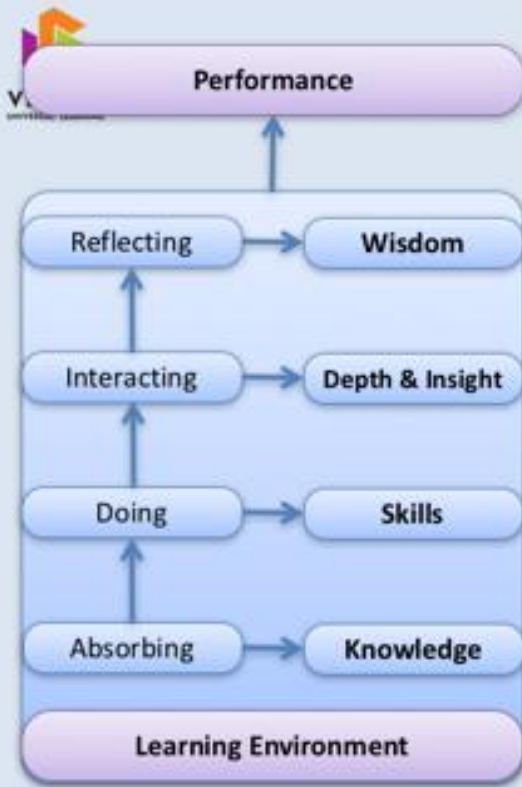 Performance
Reflecting
Wisdom
Interacting
Depth & Insight
Doing
Skills
Absorbing
Knowledge
Learning Environment